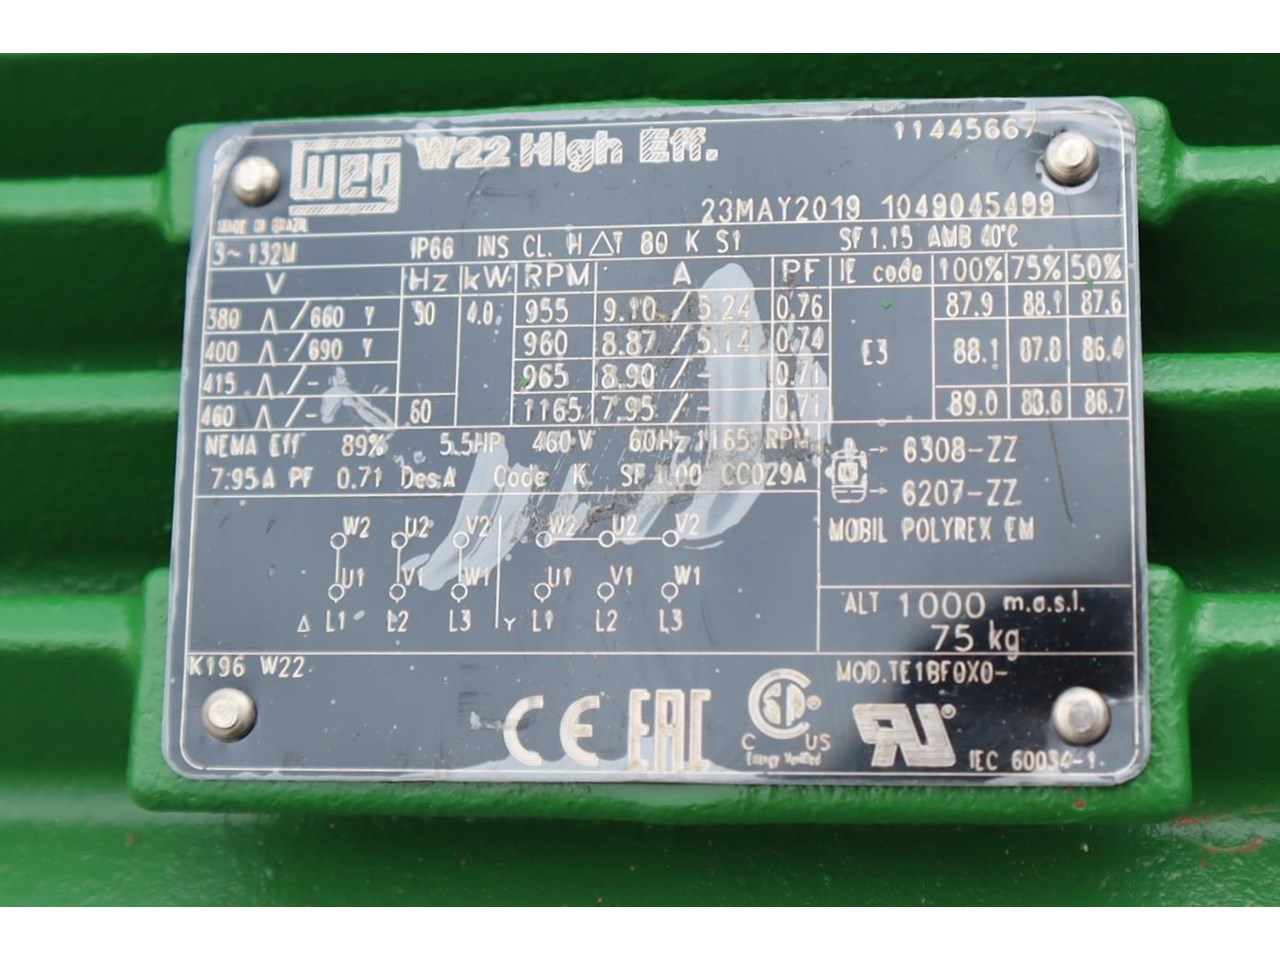 weg W22 High Eff. 11445667
MADE IN BRAZIL 23MAY2019 1049045499
3~ 132M IP66 INS CL. H △T 80 K S1 SF 1.15 AMB 40°C
V Hz kW RPM A PF IE code 100% 75% 50%
380 △/660 Y 50 4.0 955 9.10 / 5.24 0.76 87.9 88.1 87.6
400 △/690 Y 960 8.87 / 5.14 0.74 E3 88.1 87.8 86.4
415 △/- 965 8.90 / - 0.71
460 △/- 60 1165 7.95 / - 0.71 89.0 86.7
NEMA Eff 89% 5.5HP 460 V 60Hz 1165 RPM
7.95 A PF 0.71 Des.A Code K SF 1.00 CC029A
→ 6308-ZZ
→ 6207-ZZ
MOBIL POLYREX EM
W2 U2 V2 W2 U2 V2
U1 V1 W1 U1 V1 W1
△ L1 L2 L3 Y L1 L2 L3
ALT 1000 m.a.s.l.
75 kg
K196 W22 MOD.TE1BF0X0-
CE EAC SA C US Energy Verified RU IEC 60034-1